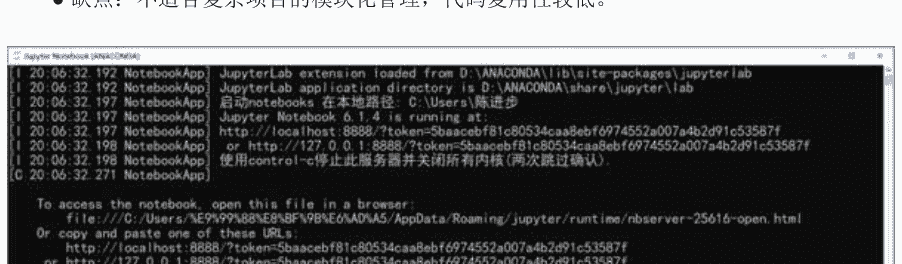 ● 缺点：不适合复杂项目的模块化管理，代码复用性较低。
Jupyter Notebook (ANACONDA)
[I 20:06:32.192 NotebookApp] JupyterLab extension loaded from D:\ANACONDA\lib\site-packages\jupyterlab
[I 20:06:32.192 NotebookApp] JupyterLab application directory is D:\ANACONDA\share\jupyter\lab
[I 20:06:32.197 NotebookApp] 启动notebooks 在本地路径: C:\Users\陈进步
[I 20:06:32.197 NotebookApp] Jupyter Notebook 6.1.4 is running at:
[I 20:06:32.197 NotebookApp] http://localhost:8888/?token=5baacebf81c80534caa8ebf6974552a007a4b2d91c53587f
[I 20:06:32.198 NotebookApp]  or http://127.0.0.1:8888/?token=5baacebf81c80534caa8ebf6974552a007a4b2d91c53587f
[I 20:06:32.198 NotebookApp] 使用control-c停止此服务器并关闭所有内核(两次跳过确认).
[C 20:06:32.271 NotebookApp]
To access the notebook, open this file in a browser:
file:///C:/Users/%E9%99%88%E8%BF%9B%E6%AD%A5/AppData/Roaming/jupyter/runtime/nbserver-25616-open.html
Or copy and paste one of these URLs:
http://localhost:8888/?token=5baacebf81c80534caa8ebf6974552a007a4b2d91c53587f
or http://127.0.0.1:8888/?token=5baacebf81c80534caa8ebf6974552a007a4b2d91c53587f